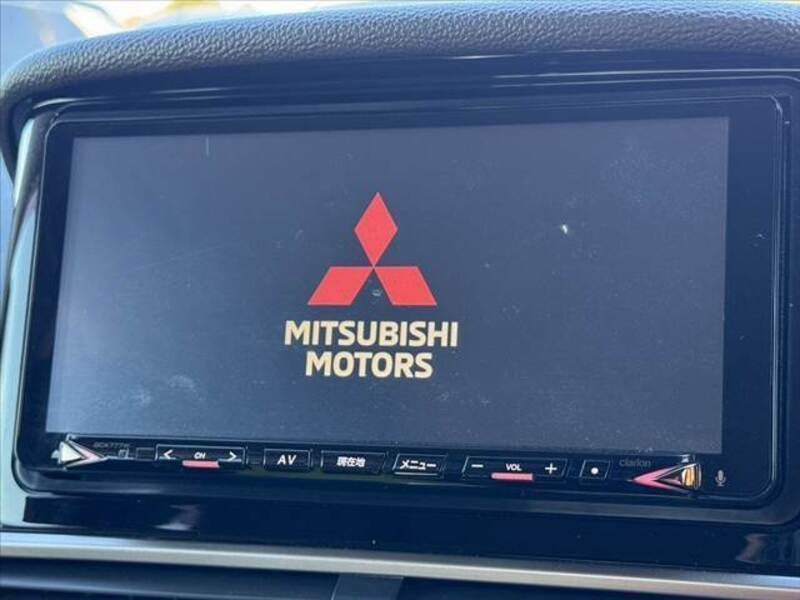 MITSUBISHI
MOTORS
CH
AV
現在地
メニュー
VOL
clarion